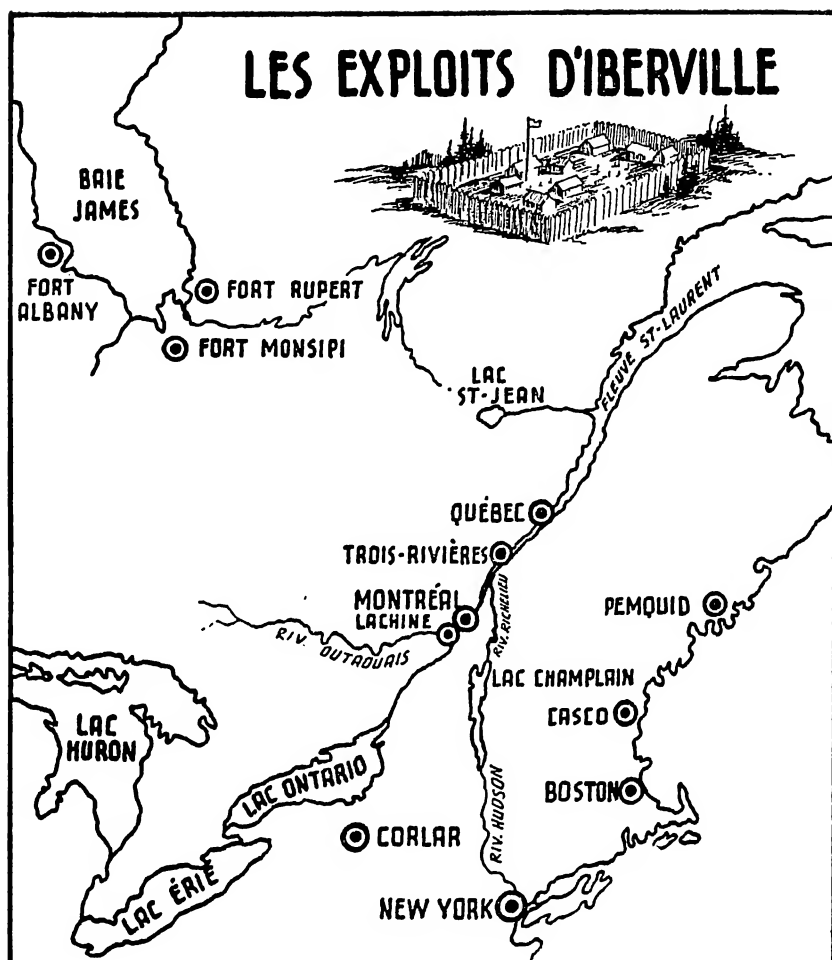 LES EXPLOITS D'IBERVILLE
BAIE
JAMES
FORT
ALBANY
FORT RUPERT
FORT MONSIPI
LAC
ST-JEAN
FLEUVE ST-LAURENT
QUÉBEC
TROIS-RIVIÈRES
MONTRÉAL
LACHINE
RIV. OUTAOUAIS
RIV. RICHELIEU
PEMQUID
LAC CHAMPLAIN
CASCO
LAC
HURON
LAC ONTARIO
BOSTON
RIV. HUDSON
CORLAR
LAC ÉRIÉ
NEW YORK